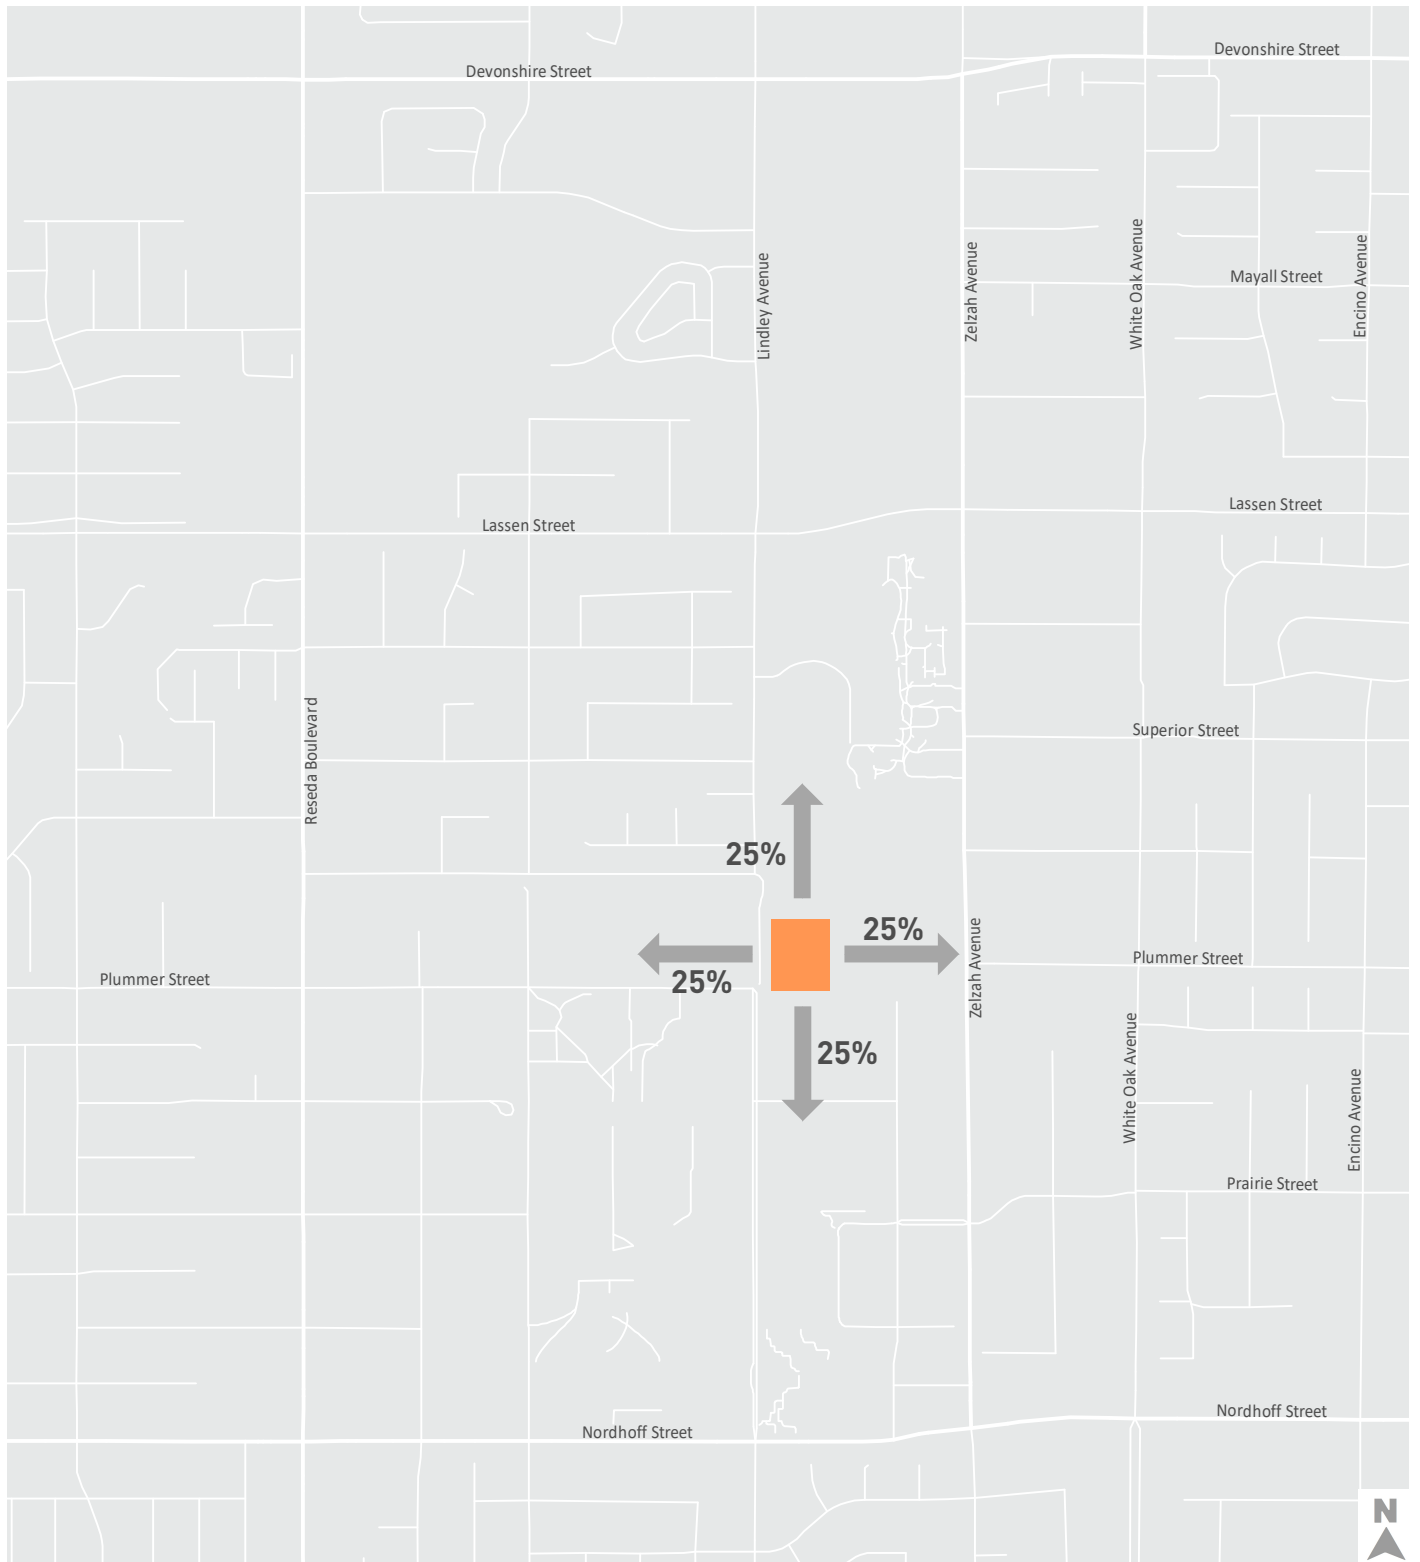 Devonshire Street
Devonshire Street
White Oak Avenue
Encino Avenue
Zelzah Avenue
Lindley Avenue
Mayall Street
Lassen Street
Lassen Street
Reseda Boulevard
Superior Street
25%
25%
Zelzah Avenue
Plummer Street
Plummer Street
25%
White Oak Avenue
25%
Encino Avenue
Prairie Street
Nordhoff Street
Nordhoff Street
N